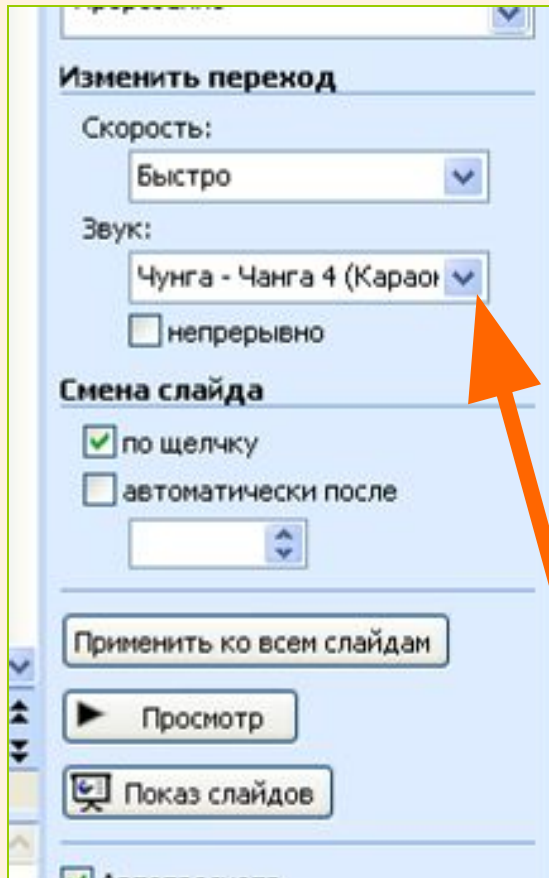 Изменить переход
Скорость:
Быстро
Звук:
Чунга - Чанга 4 (Караок
непрерывно
Смена слайда
по щелчку
автоматически после
Применить ко всем слайдам
Просмотр
Показ слайдов